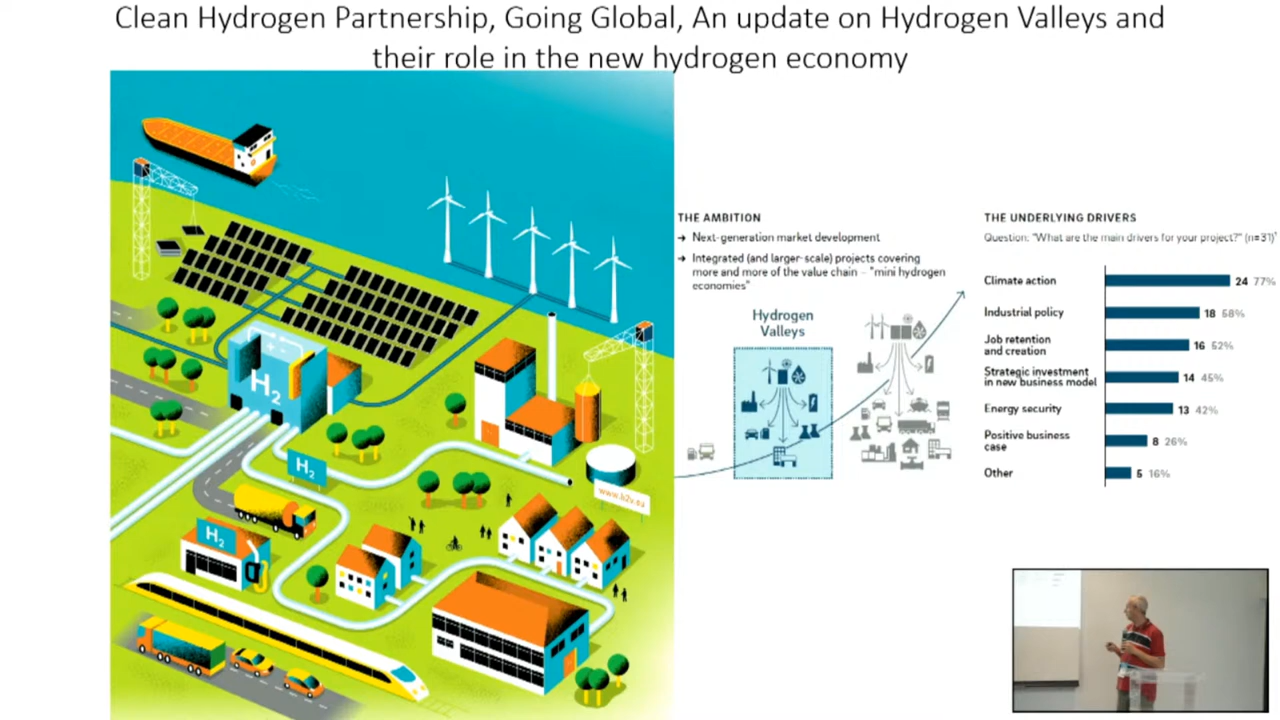 Clean Hydrogen Partnership, Going Global, An update on Hydrogen Valleys and
their role in the new hydrogen economy
THE AMBITION
→ Next-generation market development
→ Integrated (and larger-scale) projects covering
more and more of the value chain – "mini hydrogen
economies"
Hydrogen
Valleys
THE UNDERLYING DRIVERS
Question: "What are the main drivers for your project?" (n=31)¹
Climate action 24 77%
Industrial policy 18 58%
Job retention
and creation 16 52%
Strategic investment
in new business model 14 45%
Energy security 13 42%
Positive business
case 8 26%
Other 5 16%
H2
H2
www.h2v.eu
H2